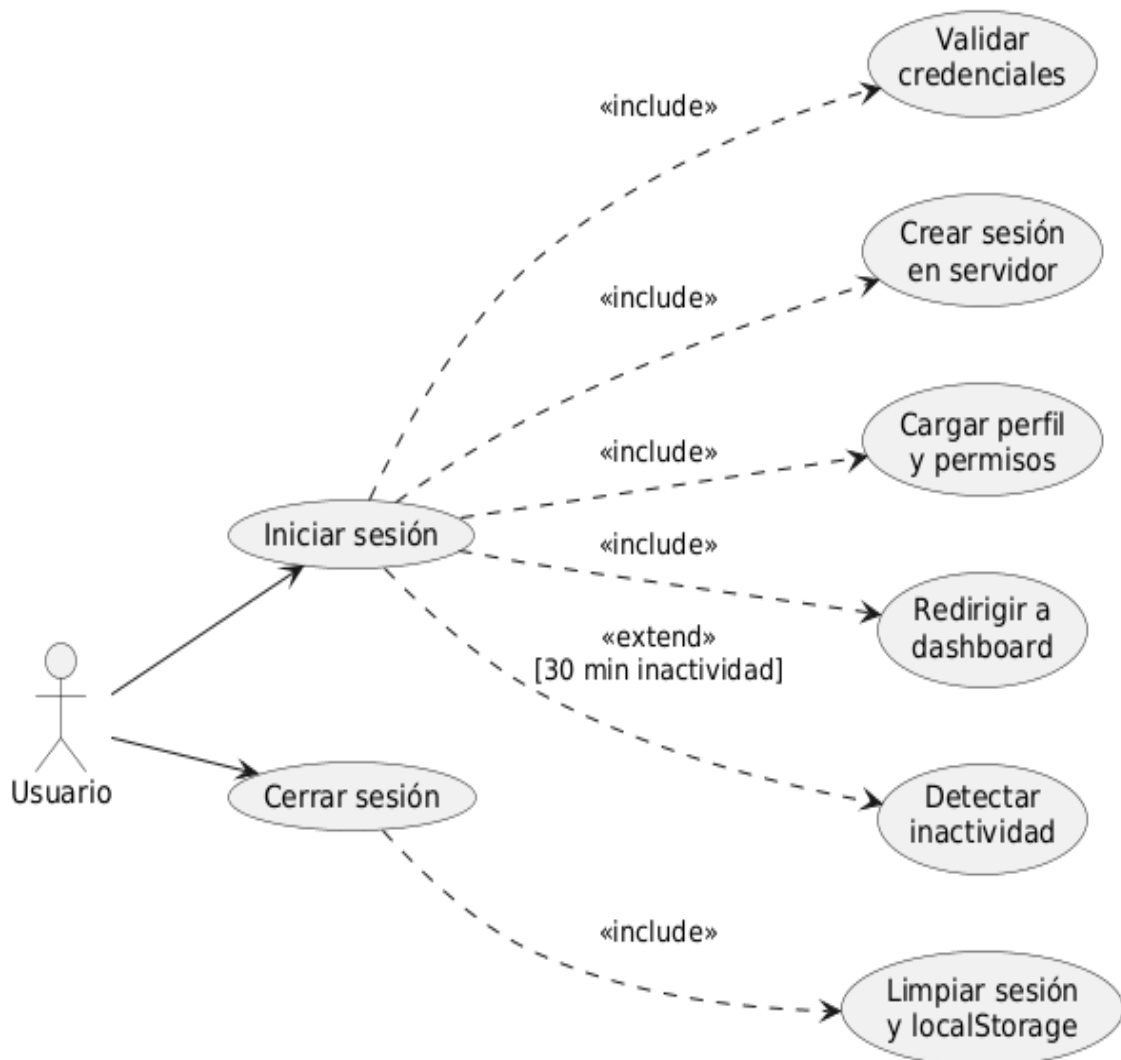 Validar
credenciales
«include»
Crear sesión
en servidor
«include»
Cargar perfil
y permisos
«include»
Iniciar sesión
«include»
Redirigir a
dashboard
«extend»
[30 min inactividad]
Usuario
Cerrar sesión
Detectar
inactividad
«include»
Limpiar sesión
y localStorage